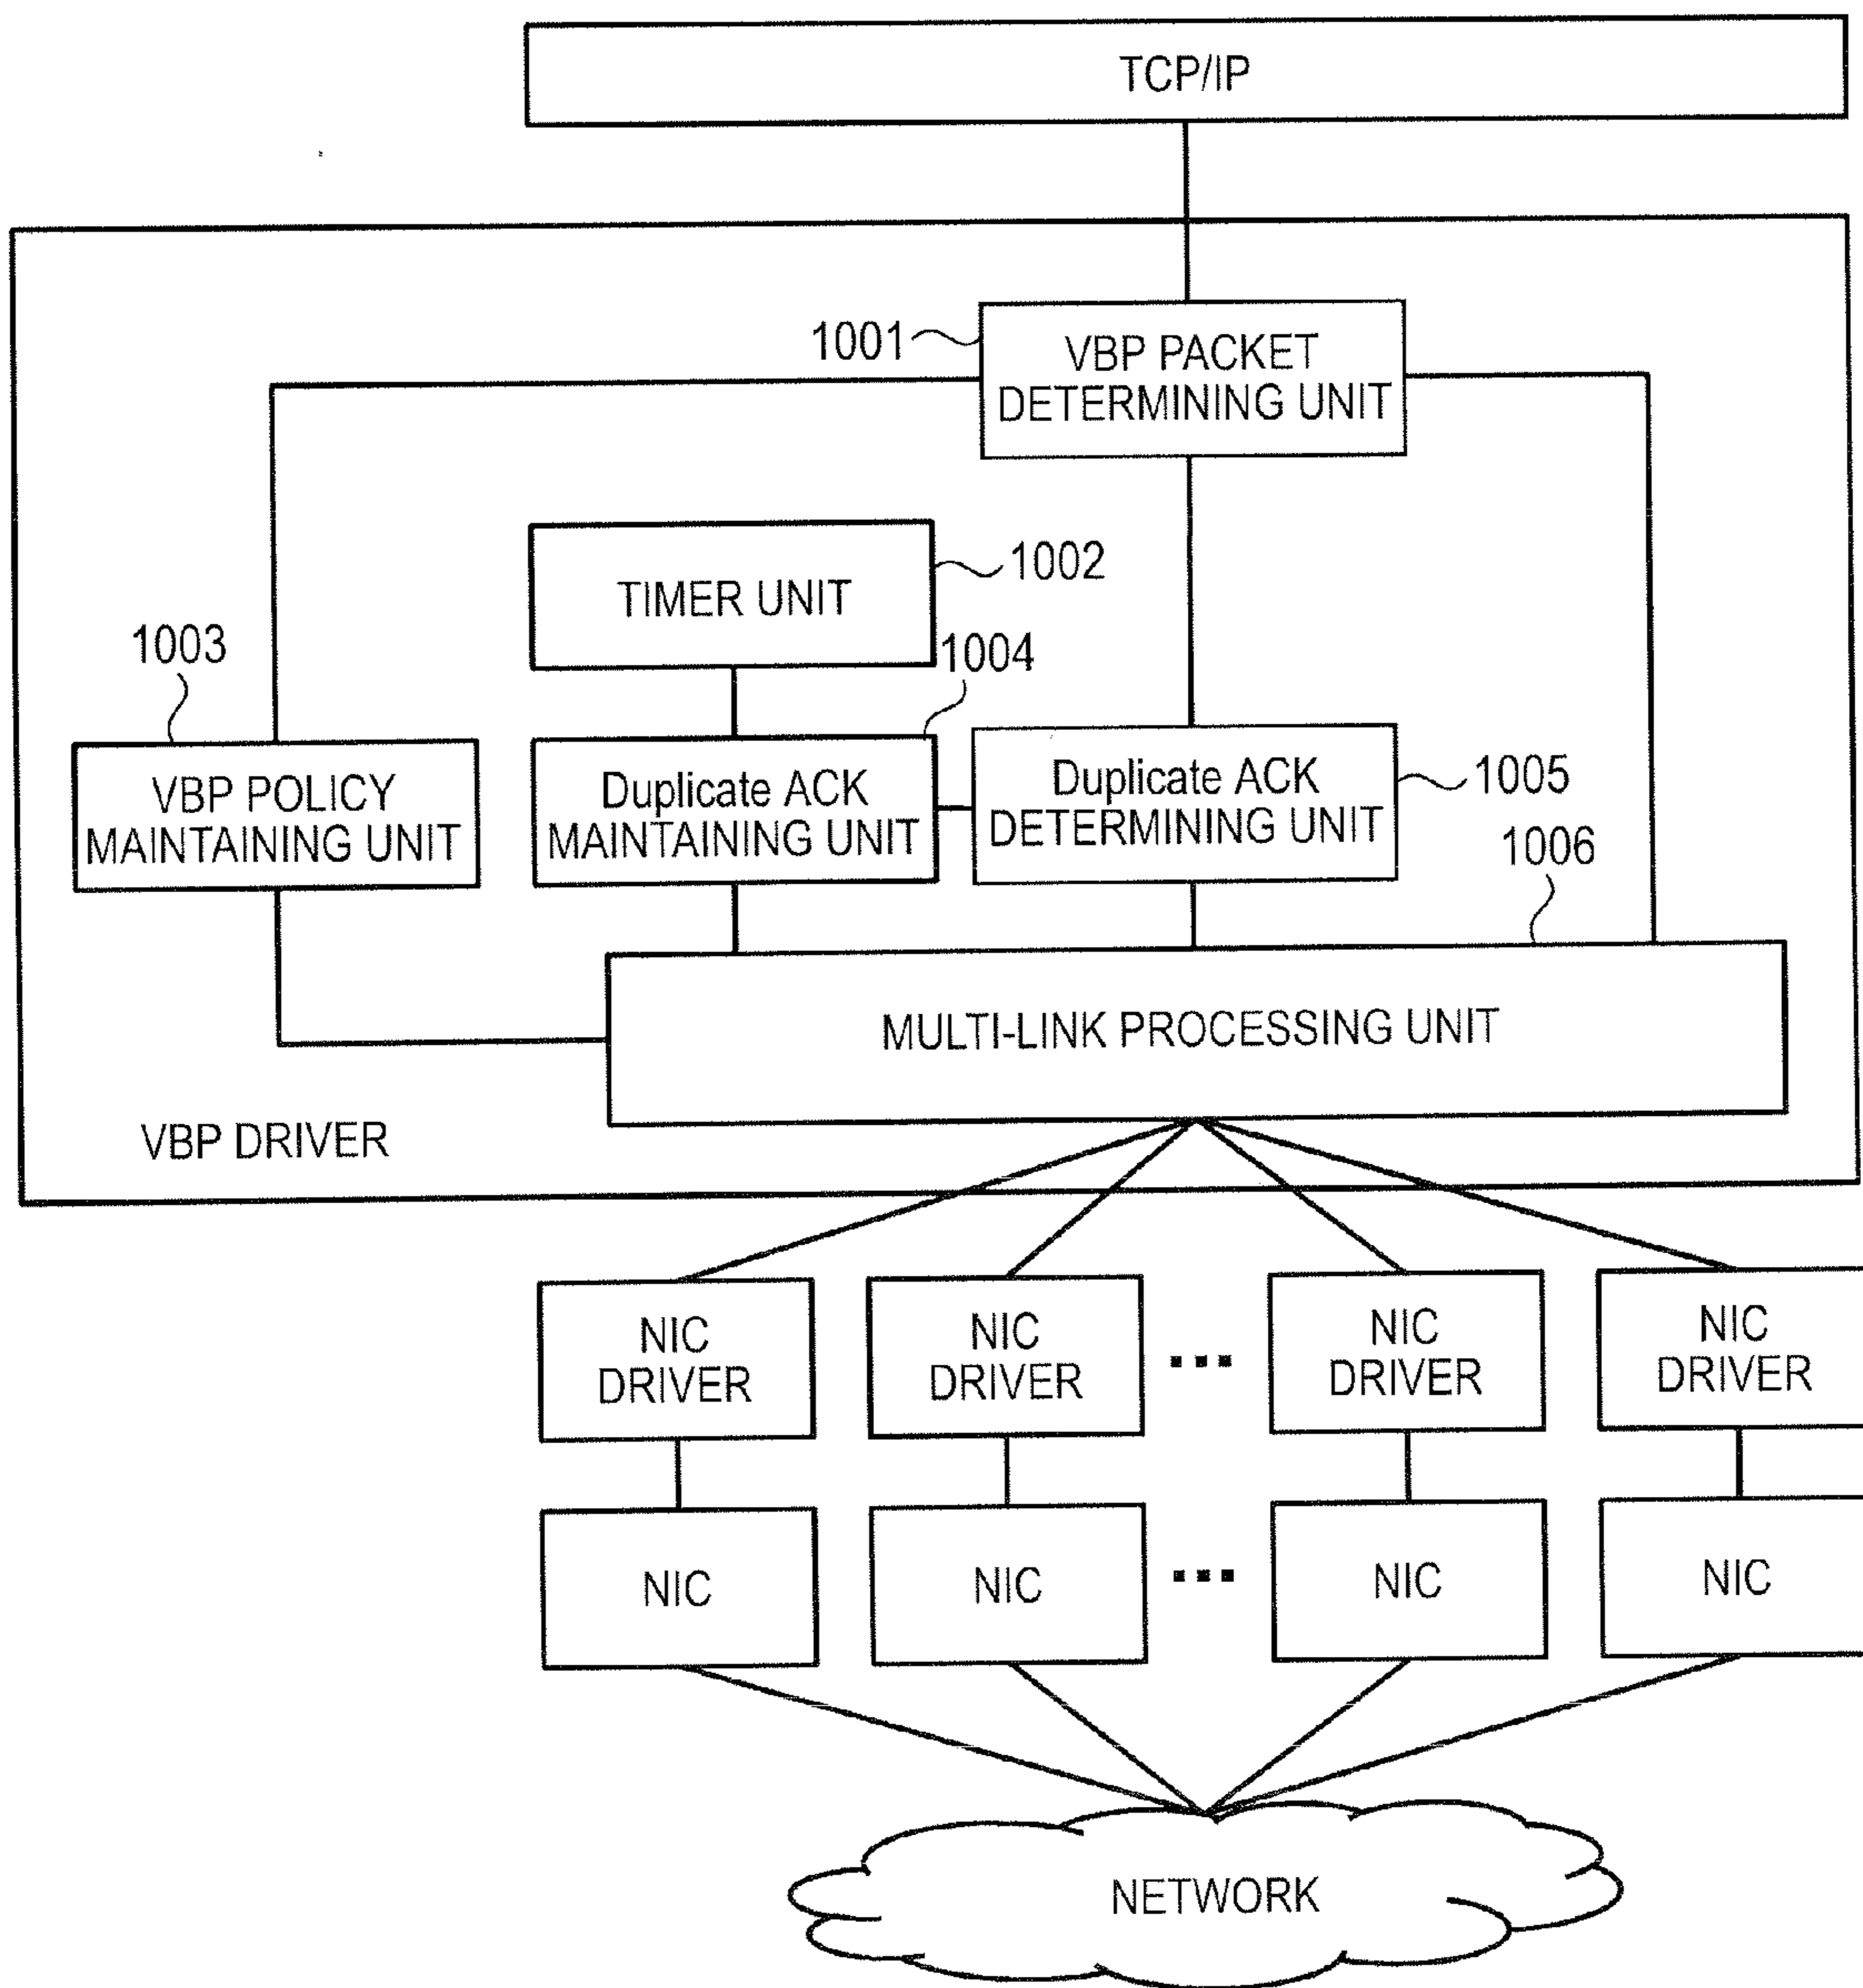 TCP/IP
1001
VBP PACKET
DETERMINING UNIT
1002
TIMER UNIT
1003
1004
VBP POLICY
MAINTAINING UNIT
Duplicate ACK
MAINTAINING UNIT
Duplicate ACK
DETERMINING UNIT
1005
1006
MULTI-LINK PROCESSING UNIT
VBP DRIVER
NIC
DRIVER
NIC
DRIVER
...
NIC
DRIVER
NIC
DRIVER
NIC
NIC
...
NIC
NIC
NETWORK